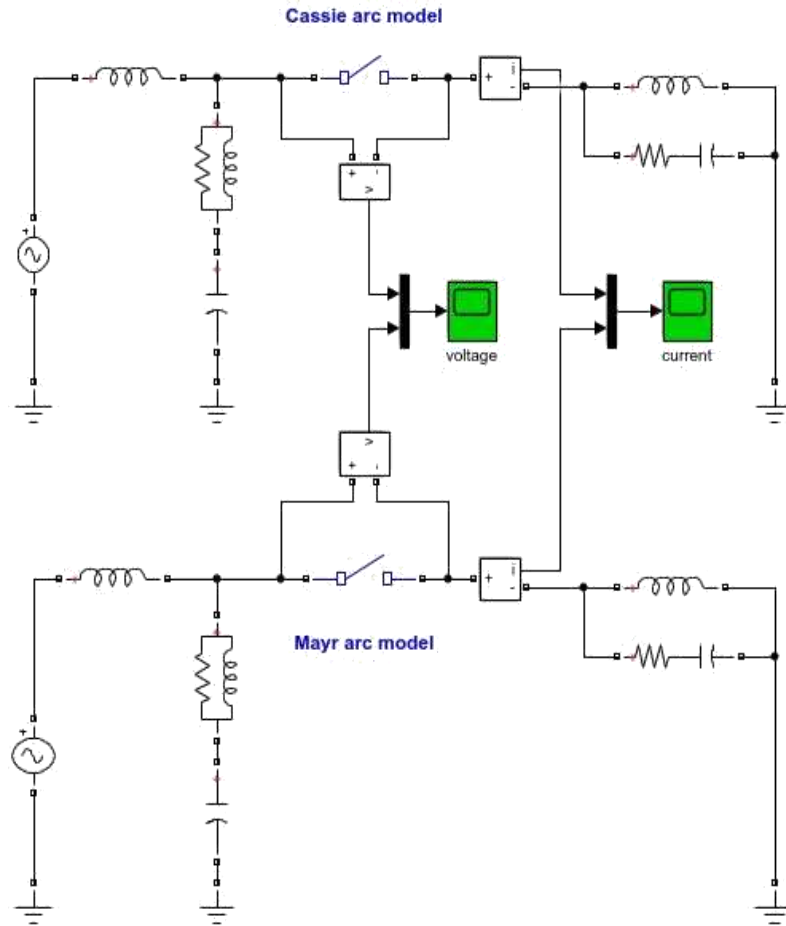 Cassie arc model
+
i
-
+ -
v
+
voltage
current
v
+ -
+
i
-
Mayr arc model
+